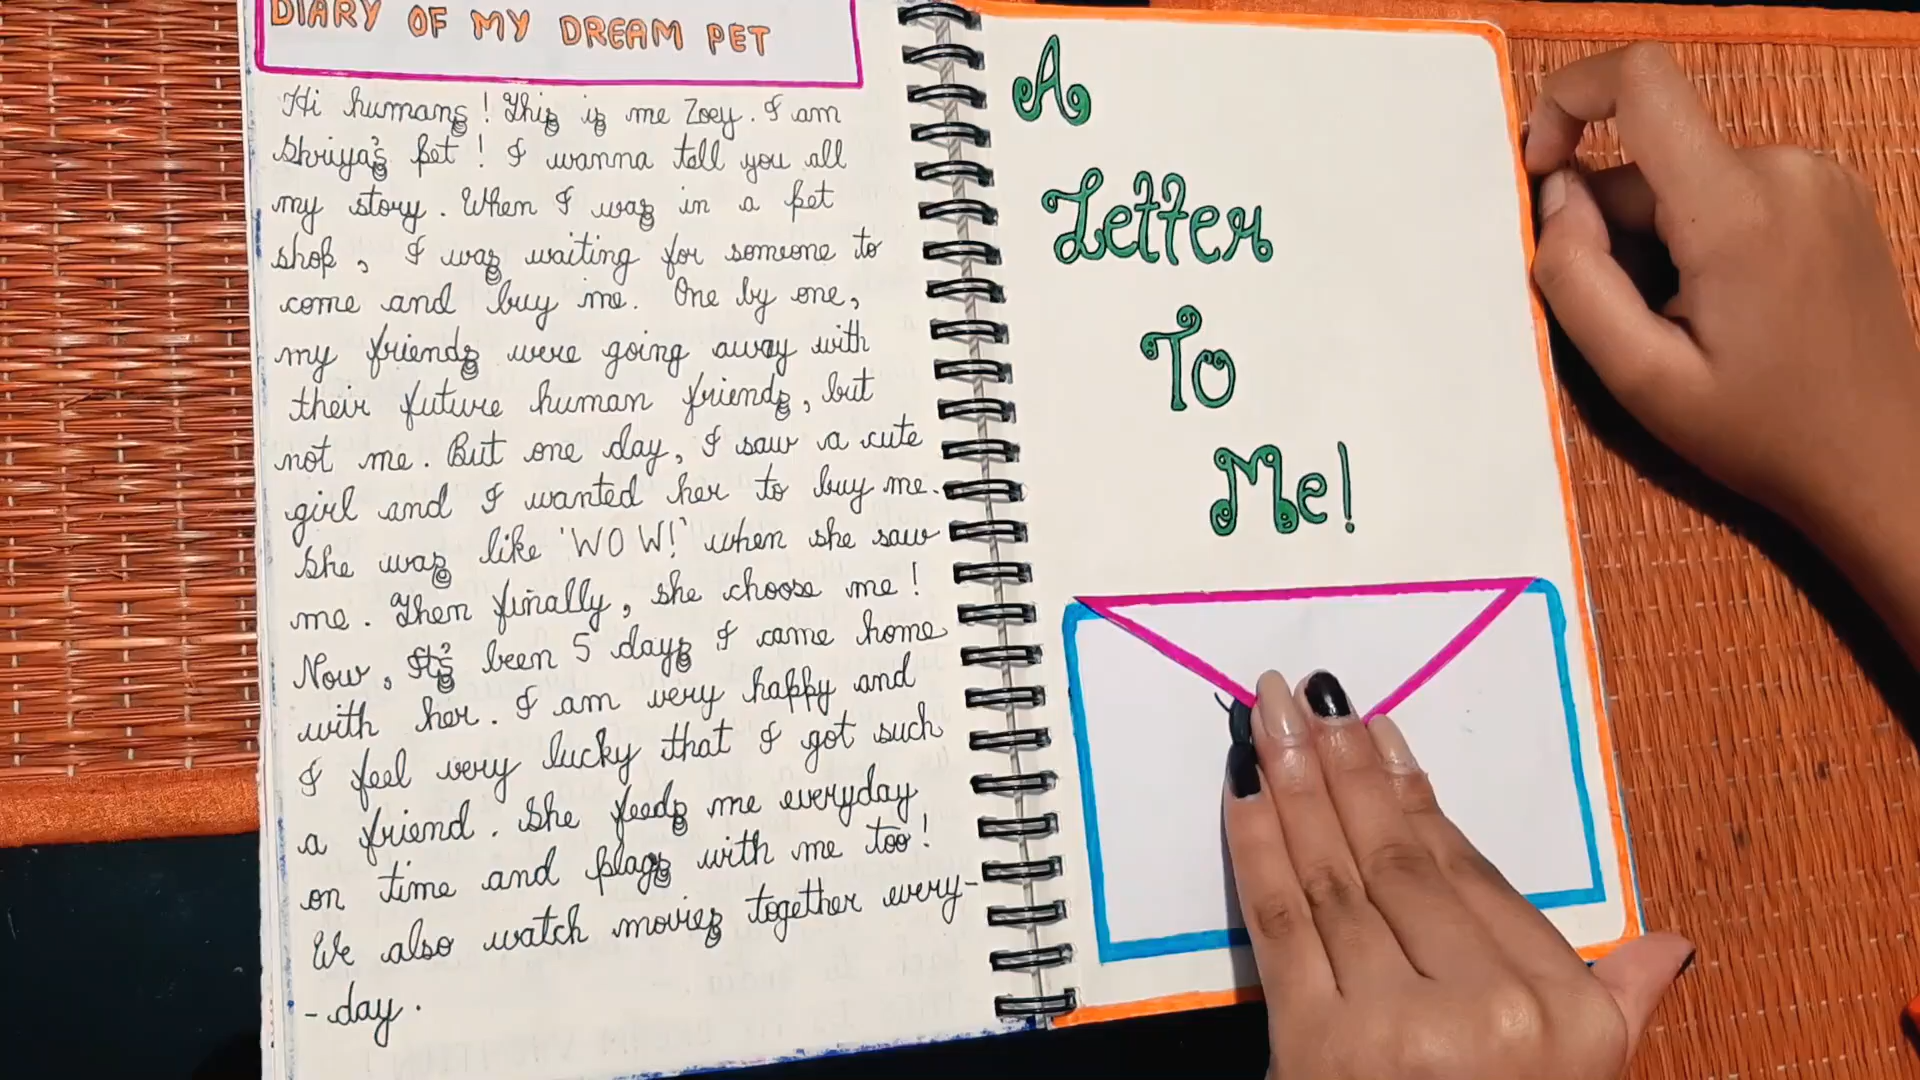 DIARY OF MY DREAM PET
Hi humans! This is me Zoey. I am
Shriya's pet! I wanna tell you all
my story. When I was in a pet
shop, I was waiting for someone to
come and buy me. One by one,
my friends were going away with
their future human friends, but
not me. But one day, I saw a cute
girl and I wanted her to buy me.
She was like 'WOW!' when she saw
me. Then finally, she choose me!
Now, It's been 5 days I came home
with her. I am very happy and
I feel very lucky that I got such
a friend. She feeds me everyday
on time and plays with me too!
We also watch movies together every-
-day.
A
Letter
To
Me!